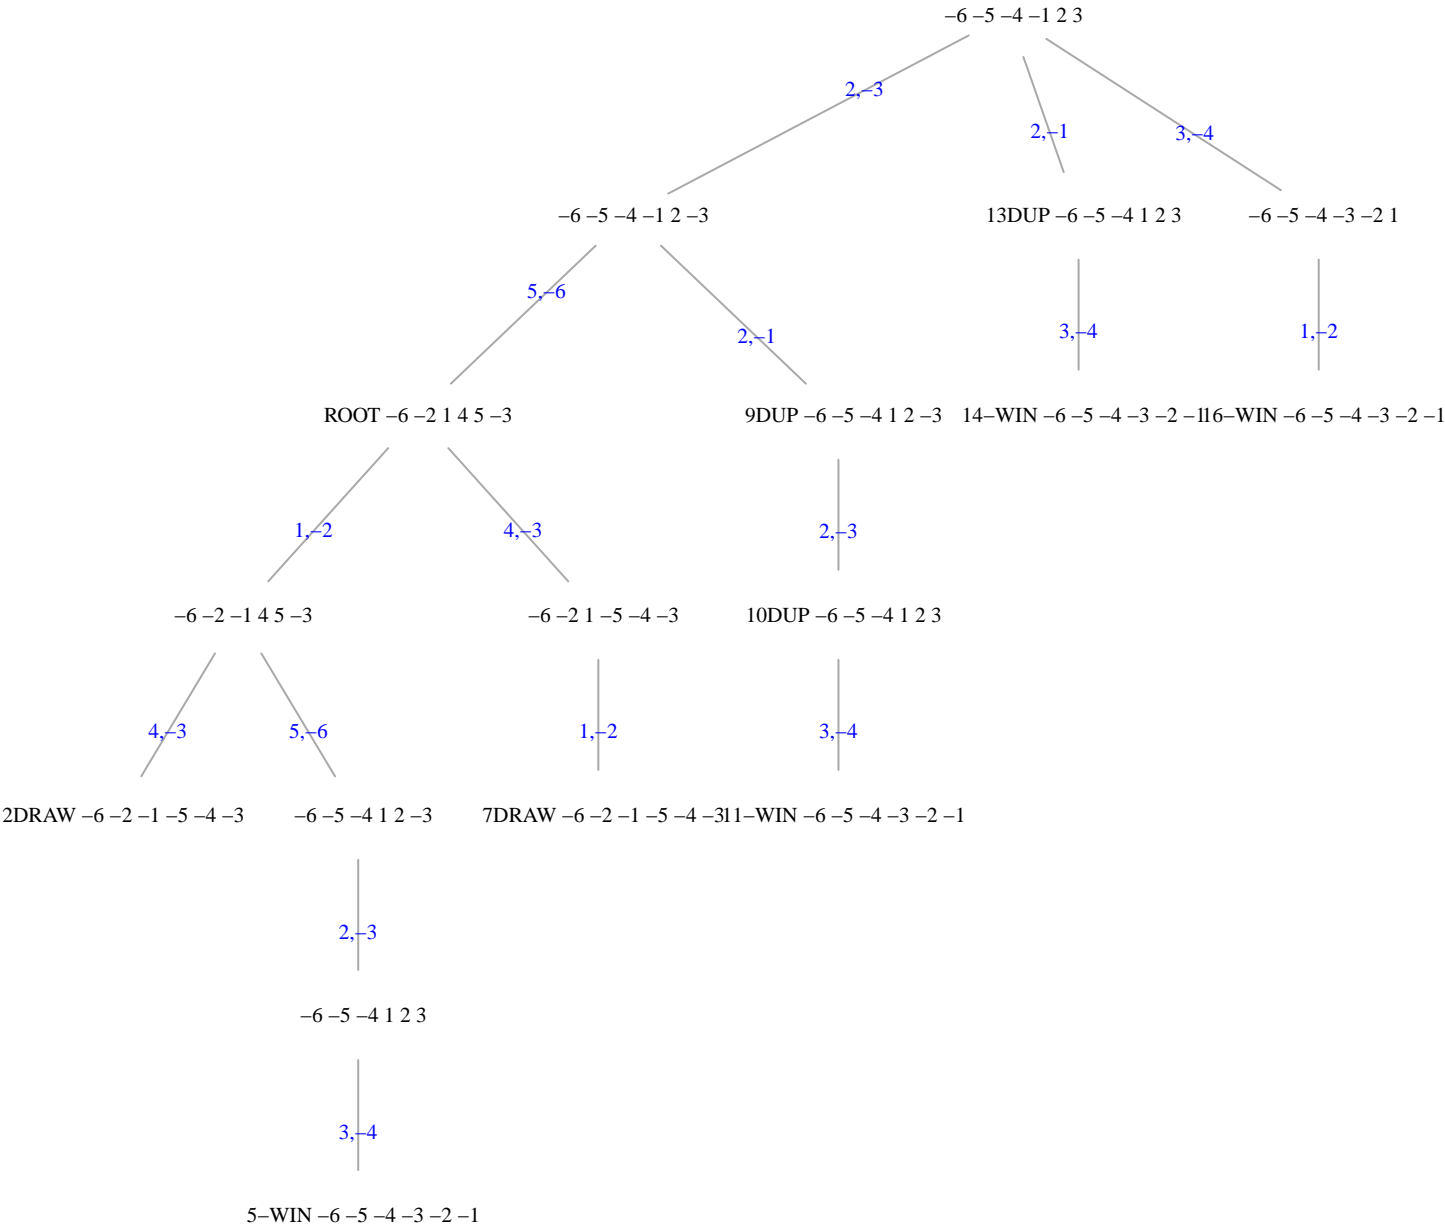 –6 –5 –4 –1 2 3
2,–3
2,–1
3,–4
–6 –5 –4 –1 2 –3
13DUP –6 –5 –4 1 2 3
–6 –5 –4 –3 –2 1
5,–6
2,–1
3,–4
1,–2
ROOT –6 –2 1 4 5 –3
9DUP –6 –5 –4 1 2 –3
14–WIN –6 –5 –4 –3 –2 –1
16–WIN –6 –5 –4 –3 –2 –1
1,–2
4,–3
2,–3
–6 –2 –1 4 5 –3
–6 –2 1 –5 –4 –3
10DUP –6 –5 –4 1 2 3
4,–3
5,–6
1,–2
3,–4
2DRAW –6 –2 –1 –5 –4 –3
–6 –5 –4 1 2 –3
7DRAW –6 –2 –1 –5 –4 –3
11–WIN –6 –5 –4 –3 –2 –1
2,–3
–6 –5 –4 1 2 3
3,–4
5–WIN –6 –5 –4 –3 –2 –1